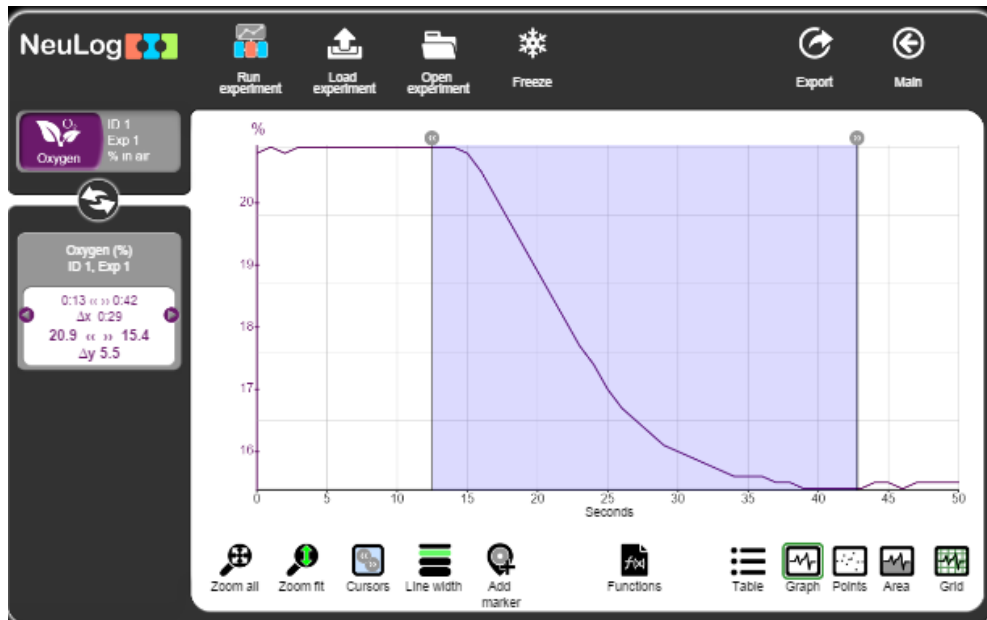 NeuLog
Run
experiment
Load
experiment
Open
experiment
Freeze
Export
Main
O₂
Oxygen
ID 1
Exp 1
% in air
Oxygen (%)
ID 1, Exp 1
0:13 « » 0:42
Δx 0:29
20.9 « » 15.4
Δy 5.5
%
« »
20
19
18
17
16
0 5 10 15 20 25 30 35 40 45 50
Seconds
Zoom all
Zoom fit
Cursors
Line width
Add
marker
f(x)
Functions
Table
Graph
Points
Area
Grid